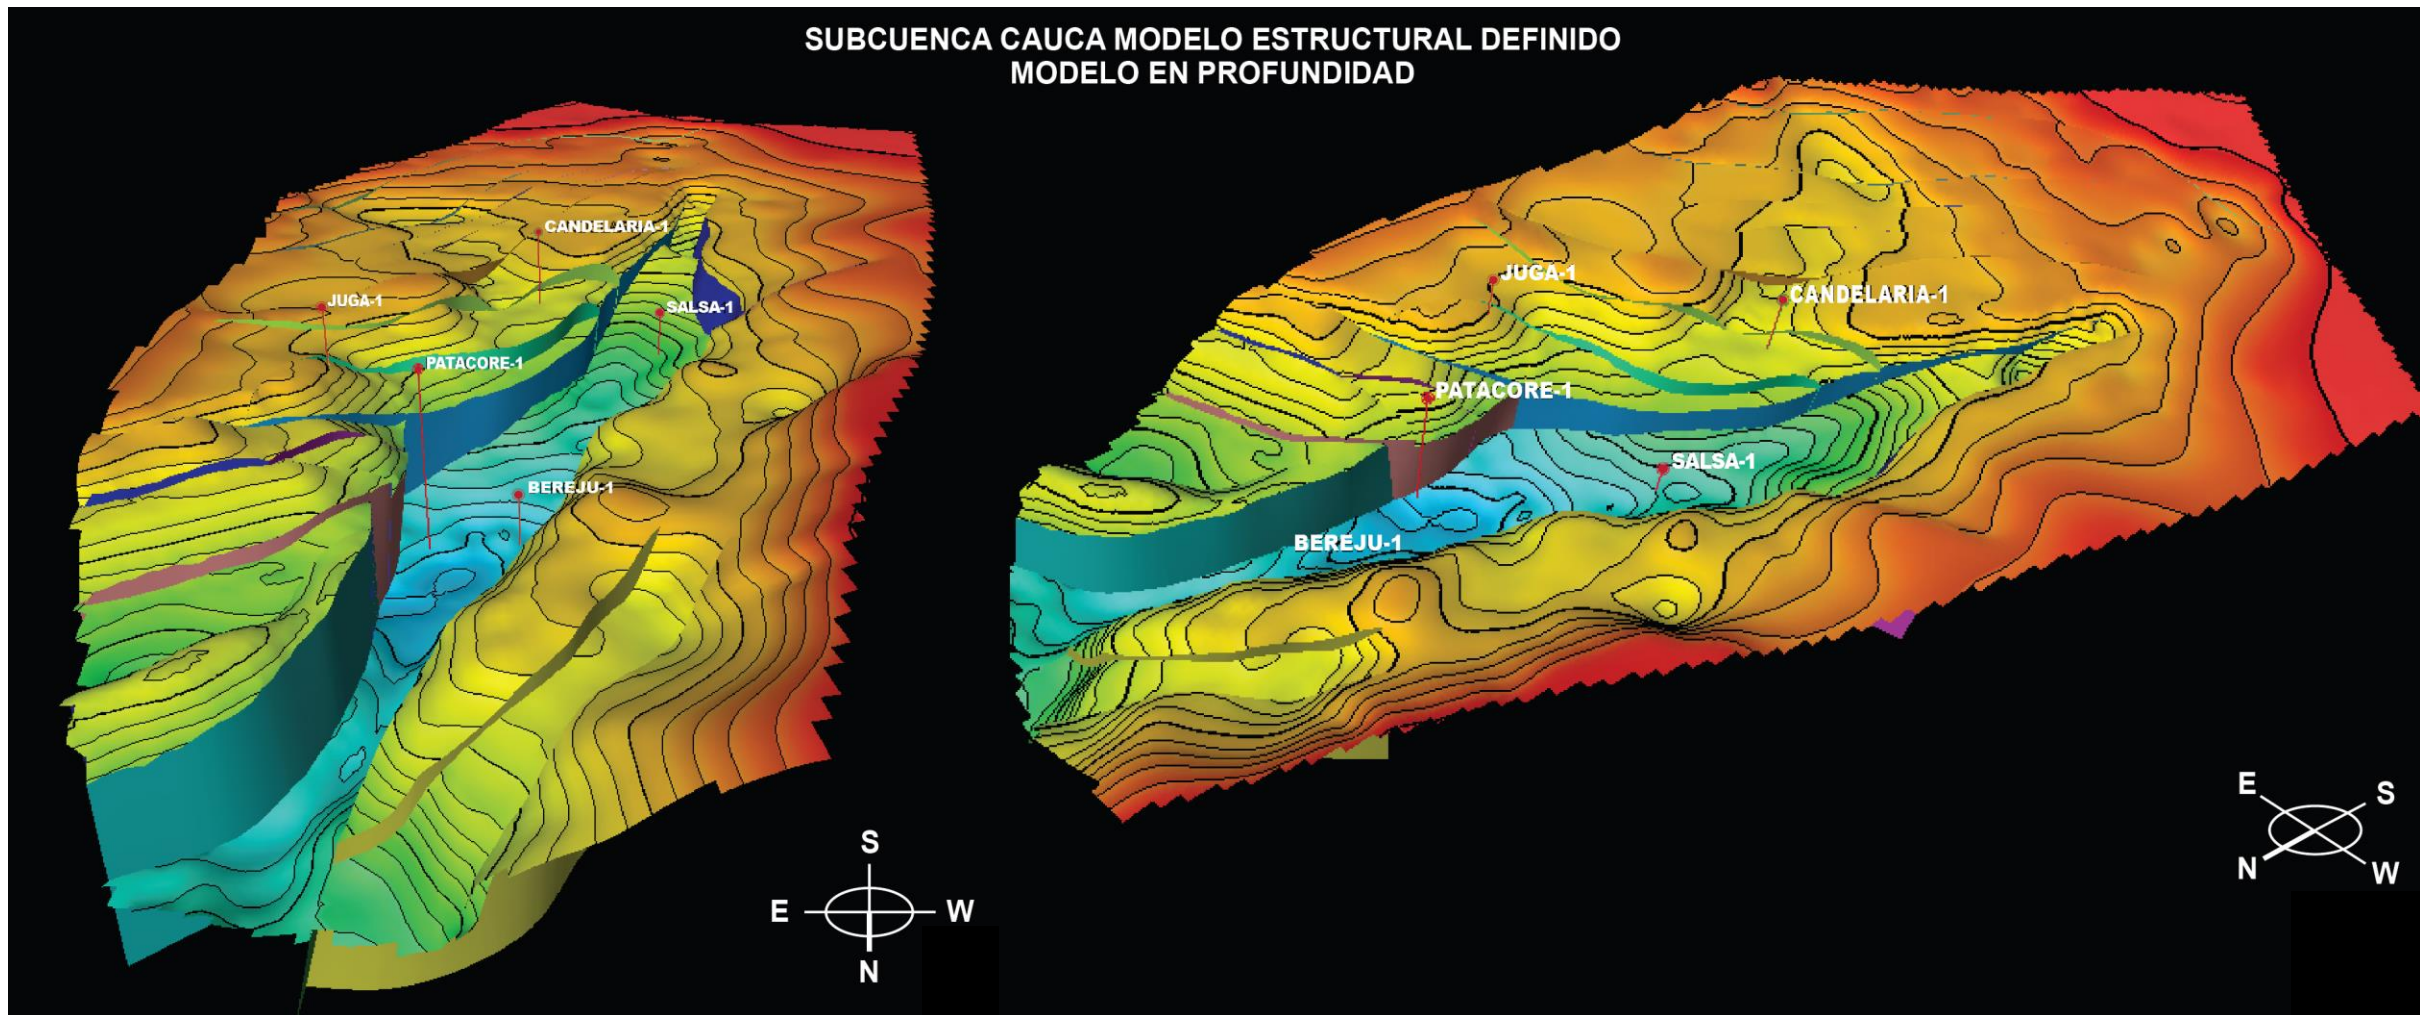 SUBCUENCA CAUCA MODELO ESTRUCTURAL DEFINIDO
MODELO EN PROFUNDIDAD
CANDELARIA-1
JUGA-1
SALSA-1
PATACORE-1
BEREJU-1
S
E
W
N
JUGA-1
CANDELARIA-1
PATACORE-1
SALSA-1
BEREJU-1
E
S
N
W